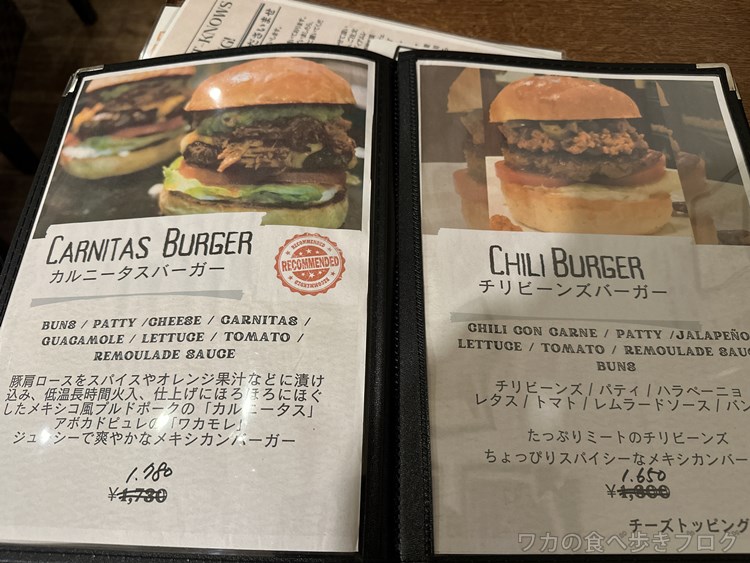 T-KNOWS
ださいませ
CARNITAS BURGER
カルニータスバーガー
RECOMMENDED
RECOMMENDED
BUNS / PATTY /CHEESE / CARNITAS /
GUACAMOLE / LETTUCE / TOMATO /
REMOULADE SAUCE
豚肩ロースをスパイスやオレンジ果汁などに漬け
込み、低温長時間火入、仕上げにほろほろにほぐ
したメキシコ風プルドポークの「カルニータス」
アボカドピュレの「ワカモレ」
ジューシーで爽やかなメキシカンバーガー
1.780
¥1,730
CHILI BURGER
チリビーンズバーガー
CHILI CON CARNE / PATTY /JALAPEÑO
LETTUCE / TOMATO / REMOULADE SAUC
BUNS
チリビーンズ / パティ / ハラペーニョ
レタス / トマト / レムラードソース / バン
たっぷりミートのチリビーンズ
ちょっぴりスパイシーなメキシカンバー
1.650
¥1,600
チーズトッピング
ワカの食べ歩きブログ